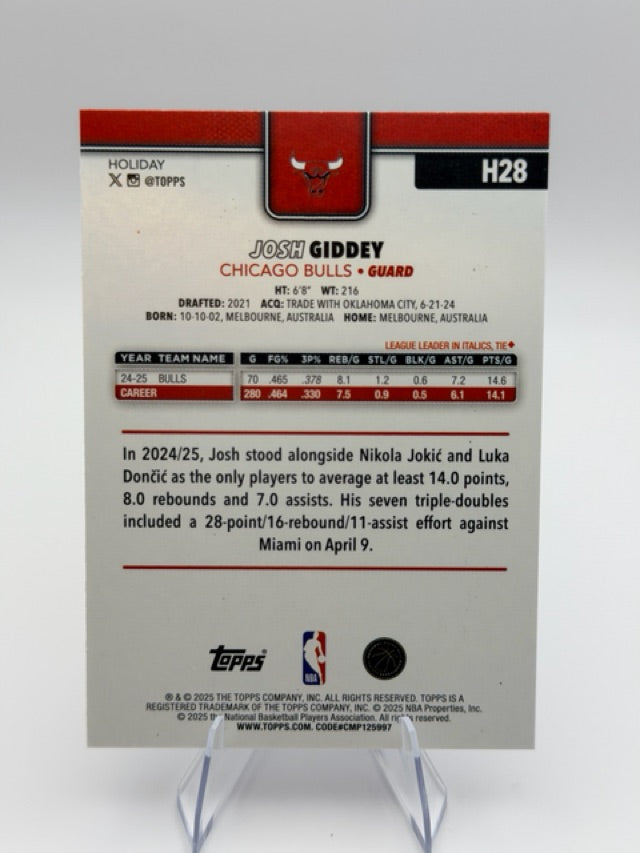 HOLIDAY
X @TOPPS
H28
JOSH GIDDEY
CHICAGO BULLS • GUARD
HT: 6'8" WT: 216
DRAFTED: 2021 ACQ: TRADE WITH OKLAHOMA CITY, 6-21-24
BORN: 10-10-02, MELBOURNE, AUSTRALIA HOME: MELBOURNE, AUSTRALIA
LEAGUE LEADER IN ITALICS, TIE✦
YEAR TEAM NAME G FG% 3P% REB/G STL/G BLK/G AST/G PTS/G
24-25 BULLS 70 .465 .378 8.1 1.2 0.6 7.2 14.6
CAREER 280 .464 .330 7.5 0.9 0.5 6.1 14.1
In 2024/25, Josh stood alongside Nikola Jokić and Luka
Dončić as the only players to average at least 14.0 points,
8.0 rebounds and 7.0 assists. His seven triple-doubles
included a 28-point/16-rebound/11-assist effort against
Miami on April 9.
Topps®
NBA
® & © 2025 THE TOPPS COMPANY, INC. ALL RIGHTS RESERVED. TOPPS IS A
REGISTERED TRADEMARK OF THE TOPPS COMPANY, INC. © 2025 NBA Properties, Inc.
© 2025 the National Basketball Players Association. All rights reserved.
WWW.TOPPS.COM. CODE#CMP125997